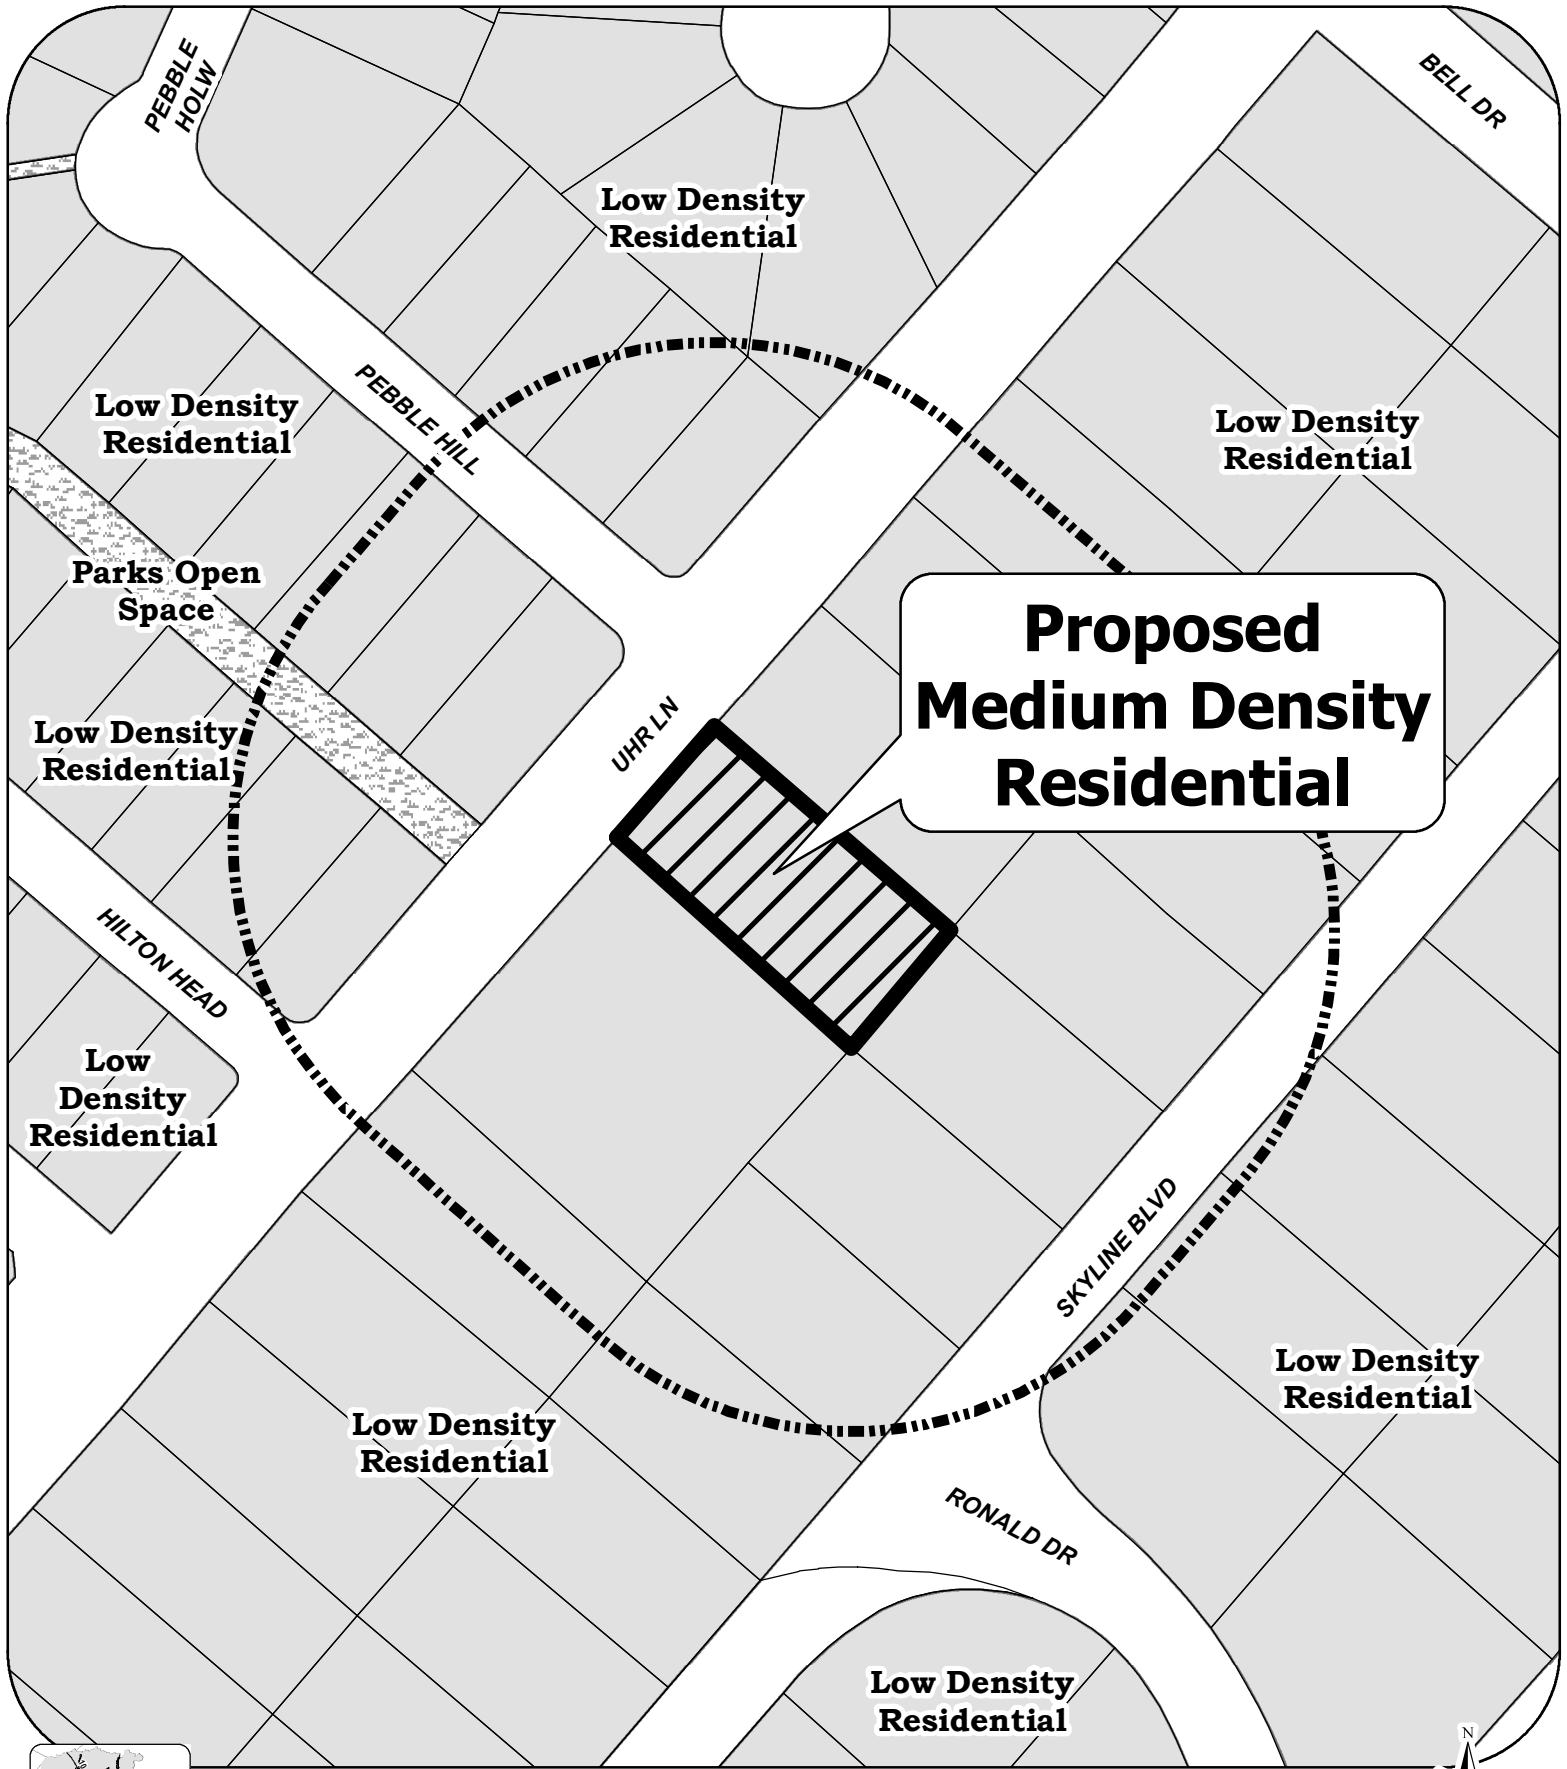 PEBBLE
HOLW
BELL DR
Low Density
Residential
PEBBLE HILL
Low Density
Residential
Low Density
Residential
Parks Open
Space
Proposed
Medium Density
Residential
UHR LN
Low Density
Residential
HILTON HEAD
Low
Density
Residential
SKYLINE BLVD
Low Density
Residential
Low Density
Residential
RONALD DR
Low Density
Residential
N